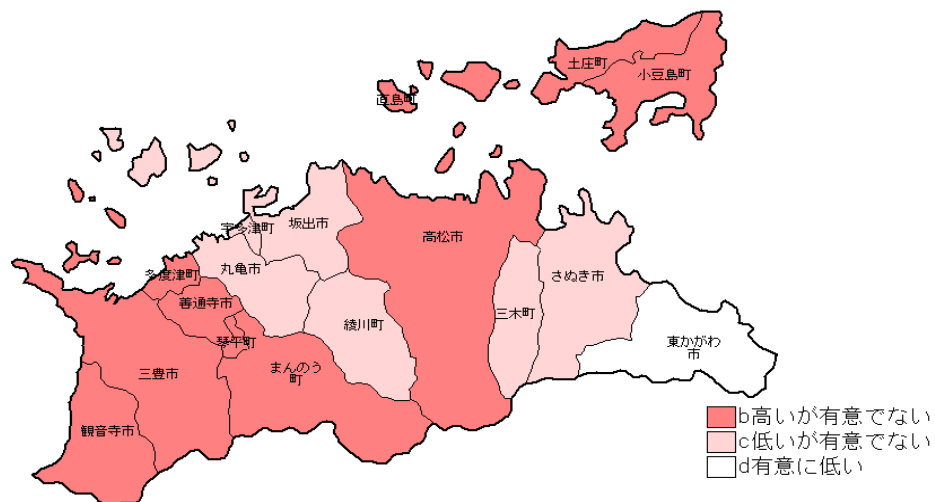 土庄町
小豆島町
直島町
宇多津町
坂出市
高松市
多度津町
丸亀市
さぬき市
善通寺市
綾川町
三木町
琴平町
東かがわ
市
三豊市
まんのう
町
観音寺市
b高いが有意でない
c低いが有意でない
d有意に低い